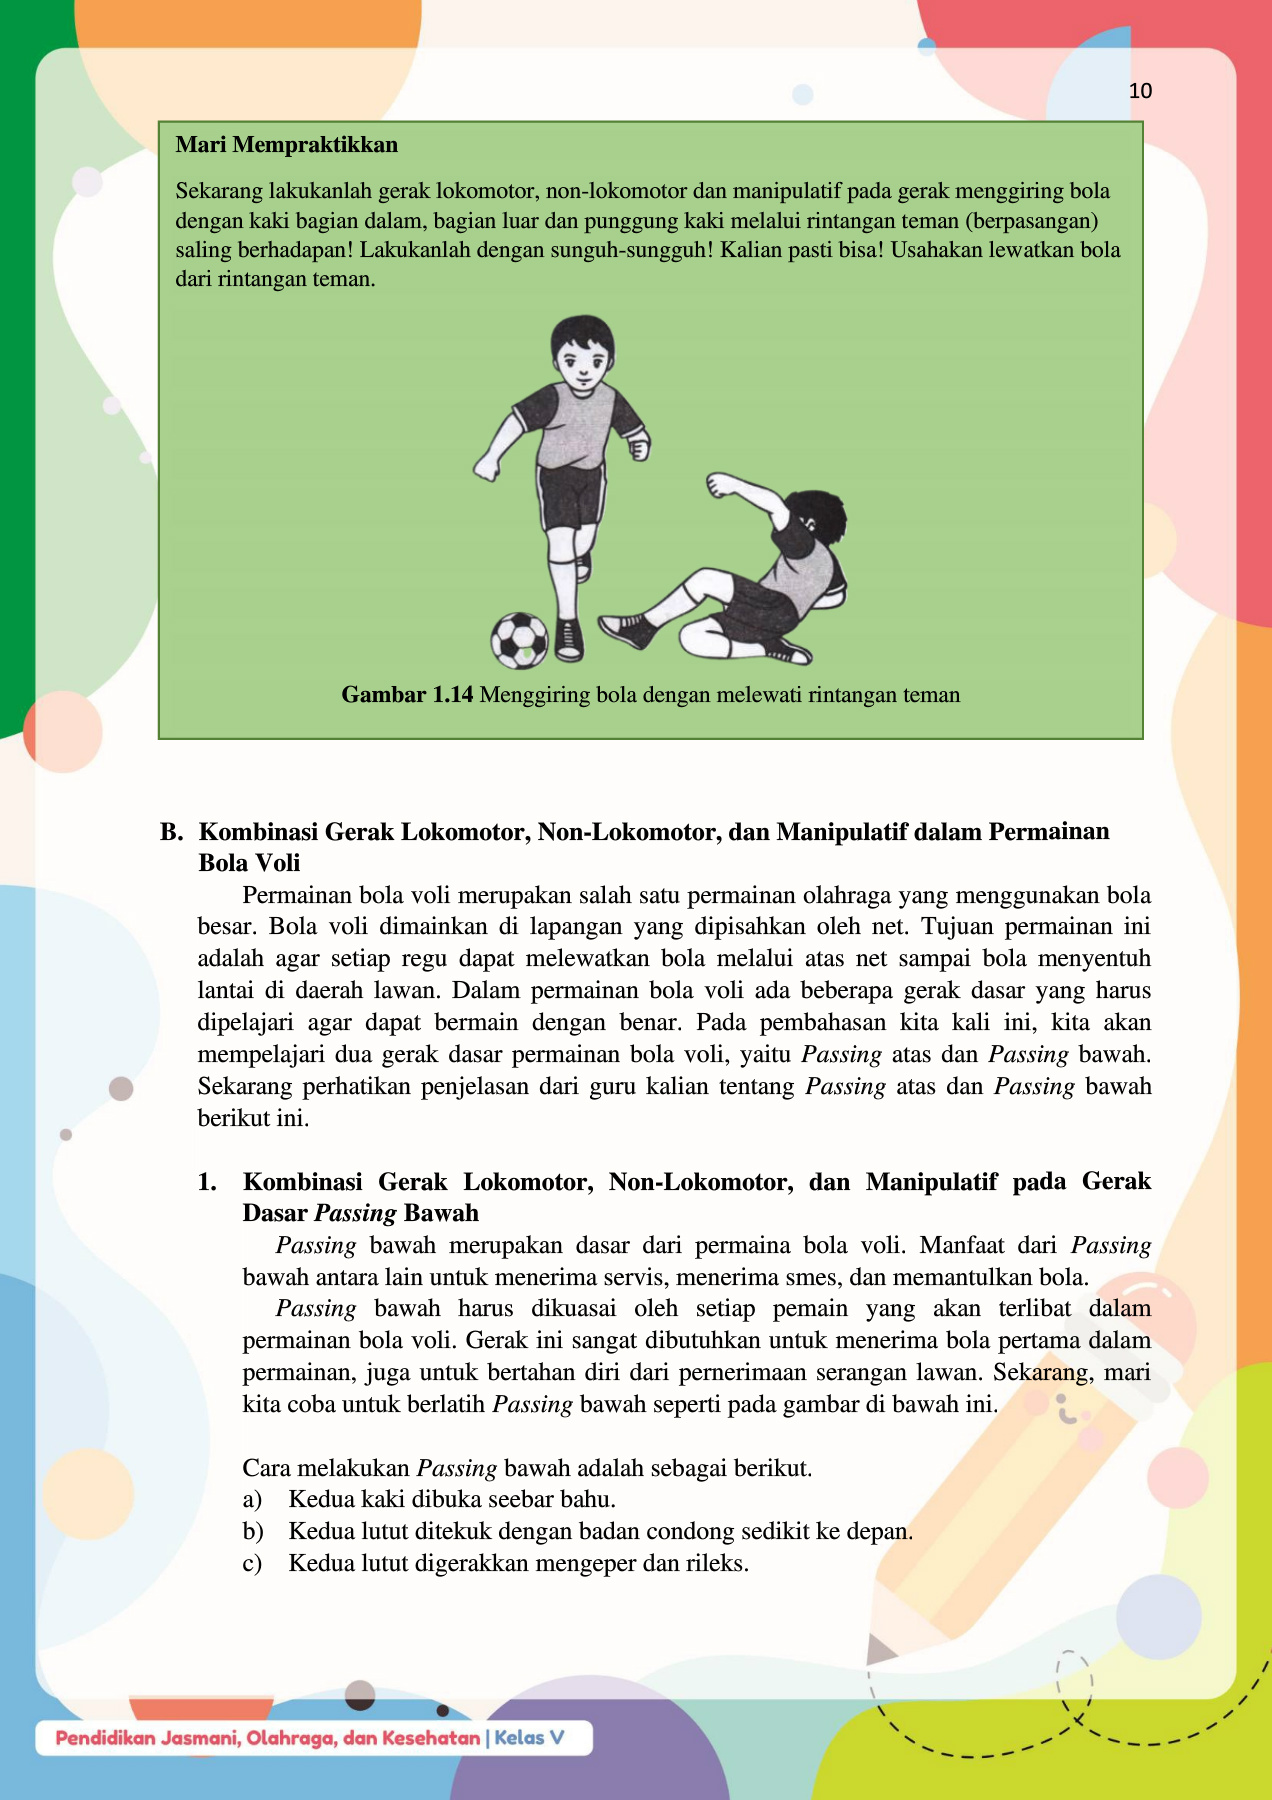 10
Mari Mempraktikkan
Sekarang lakukanlah gerak lokomotor, non-lokomotor dan manipulatif pada gerak menggiring bola
dengan kaki bagian dalam, bagian luar dan punggung kaki melalui rintangan teman (berpasangan)
saling berhadapan! Lakukanlah dengan sunguh-sungguh! Kalian pasti bisa! Usahakan lewatkan bola
dari rintangan teman.
Gambar 1.14 Menggiring bola dengan melewati rintangan teman
B. Kombinasi Gerak Lokomotor, Non-Lokomotor, dan Manipulatif dalam Permainan
Bola Voli
Permainan bola voli merupakan salah satu permainan olahraga yang menggunakan bola
besar. Bola voli dimainkan di lapangan yang dipisahkan oleh net. Tujuan permainan ini
adalah agar setiap regu dapat melewatkan bola melalui atas net sampai bola menyentuh
lantai di daerah lawan. Dalam permainan bola voli ada beberapa gerak dasar yang harus
dipelajari agar dapat bermain dengan benar. Pada pembahasan kita kali ini, kita akan
mempelajari dua gerak dasar permainan bola voli, yaitu Passing atas dan Passing bawah.
Sekarang perhatikan penjelasan dari guru kalian tentang Passing atas dan Passing bawah
berikut ini.
1. Kombinasi Gerak Lokomotor, Non-Lokomotor, dan Manipulatif pada Gerak
Dasar Passing Bawah
Passing bawah merupakan dasar dari permaina bola voli. Manfaat dari Passing
bawah antara lain untuk menerima servis, menerima smes, dan memantulkan bola.
Passing bawah harus dikuasai oleh setiap pemain yang akan terlibat dalam
permainan bola voli. Gerak ini sangat dibutuhkan untuk menerima bola pertama dalam
permainan, juga untuk bertahan diri dari pernerimaan serangan lawan. Sekarang, mari
kita coba untuk berlatih Passing bawah seperti pada gambar di bawah ini.
Cara melakukan Passing bawah adalah sebagai berikut.
a) Kedua kaki dibuka seebar bahu.
b) Kedua lutut ditekuk dengan badan condong sedikit ke depan.
c) Kedua lutut digerakkan mengeper dan rileks.
Pendidikan Jasmani, Olahraga, dan Kesehatan | Kelas V